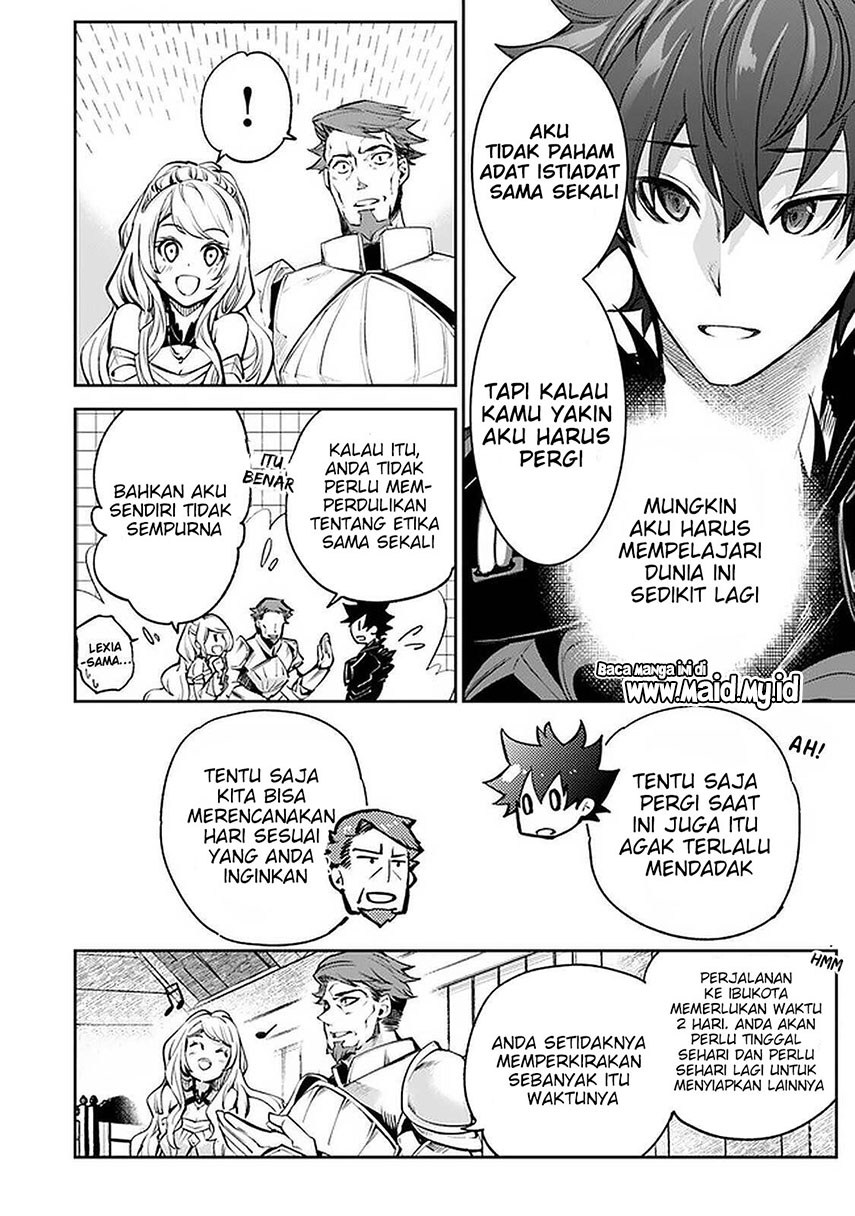 AKU
TIDAK PAHAM
ADAT ISTIADAT
SAMA SEKALI
TAPI KALAU
KAMU YAKIN
AKU HARUS
PERGI
MUNGKIN
AKU HARUS
MEMPELAJARI
DUNIA INI
SEDIKIT LAGI
Baca Manga ini di
www.Maid.My.id
!
KALAU ITU,
ANDA TIDAK
PERLU MEM-
PERDULIKAN
TENTANG ETIKA
SAMA SEKALI
ITU
BENAR
BAHKAN AKU
SENDIRI TIDAK
SEMPURNA
LEXIA
-SAMA...
AH!
TENTU SAJA
PERGI SAAT
INI JUGA ITU
AGAK TERLALU
MENDADAK
TENTU SAJA
KITA BISA
MERENCANAKAN
HARI SESUAI
YANG ANDA
INGINKAN
HMM
PERJALANAN
KE IBUKOTA
MEMERLUKAN WAKTU
2 HARI. ANDA AKAN
PERLU TINGGAL
SEHARI DAN PERLU
SEHARI LAGI UNTUK
MENYIAPKAN LAINNYA
ANDA SETIDAKNYA
MEMPERKIRAKAN
SEBANYAK ITU
WAKTUNYA